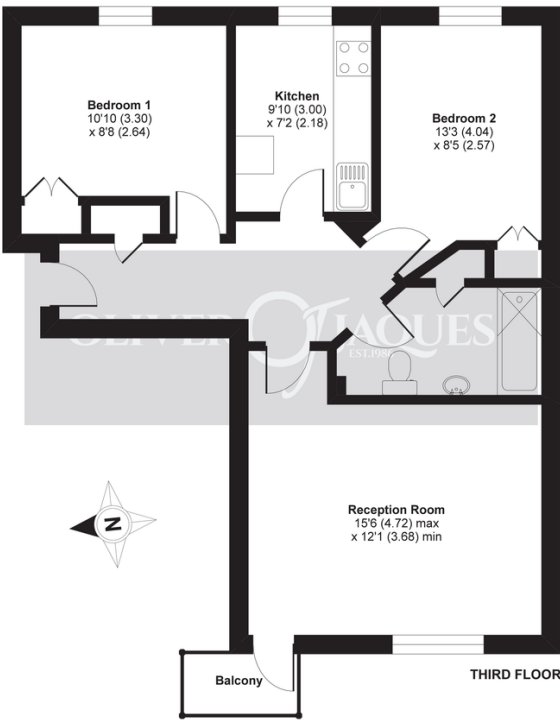 Bedroom 1
10'10 (3.30)
x 8'8 (2.64)
Kitchen
9'10 (3.00)
x 7'2 (2.18)
Bedroom 2
13'3 (4.04)
x 8'5 (2.57)
OLIVER OJ JAQUES
EST.1986
N
Reception Room
15'6 (4.72) max
x 12'1 (3.68) min
Balcony
THIRD FLOOR